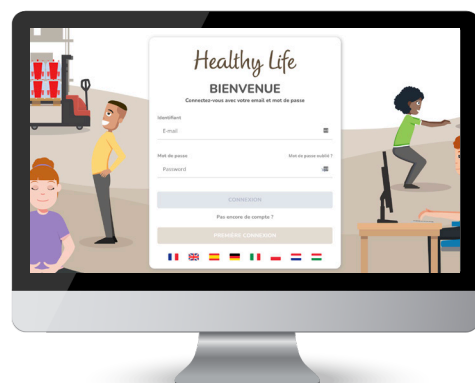 Healthy Life
BIENVENUE
Connectez-vous avec votre email et mot de passe
Identifiant
E-mail
Mot de passe Mot de passe oublié ?
Password
CONNEXION
Pas encore de compte ?
PREMIÈRE CONNEXION